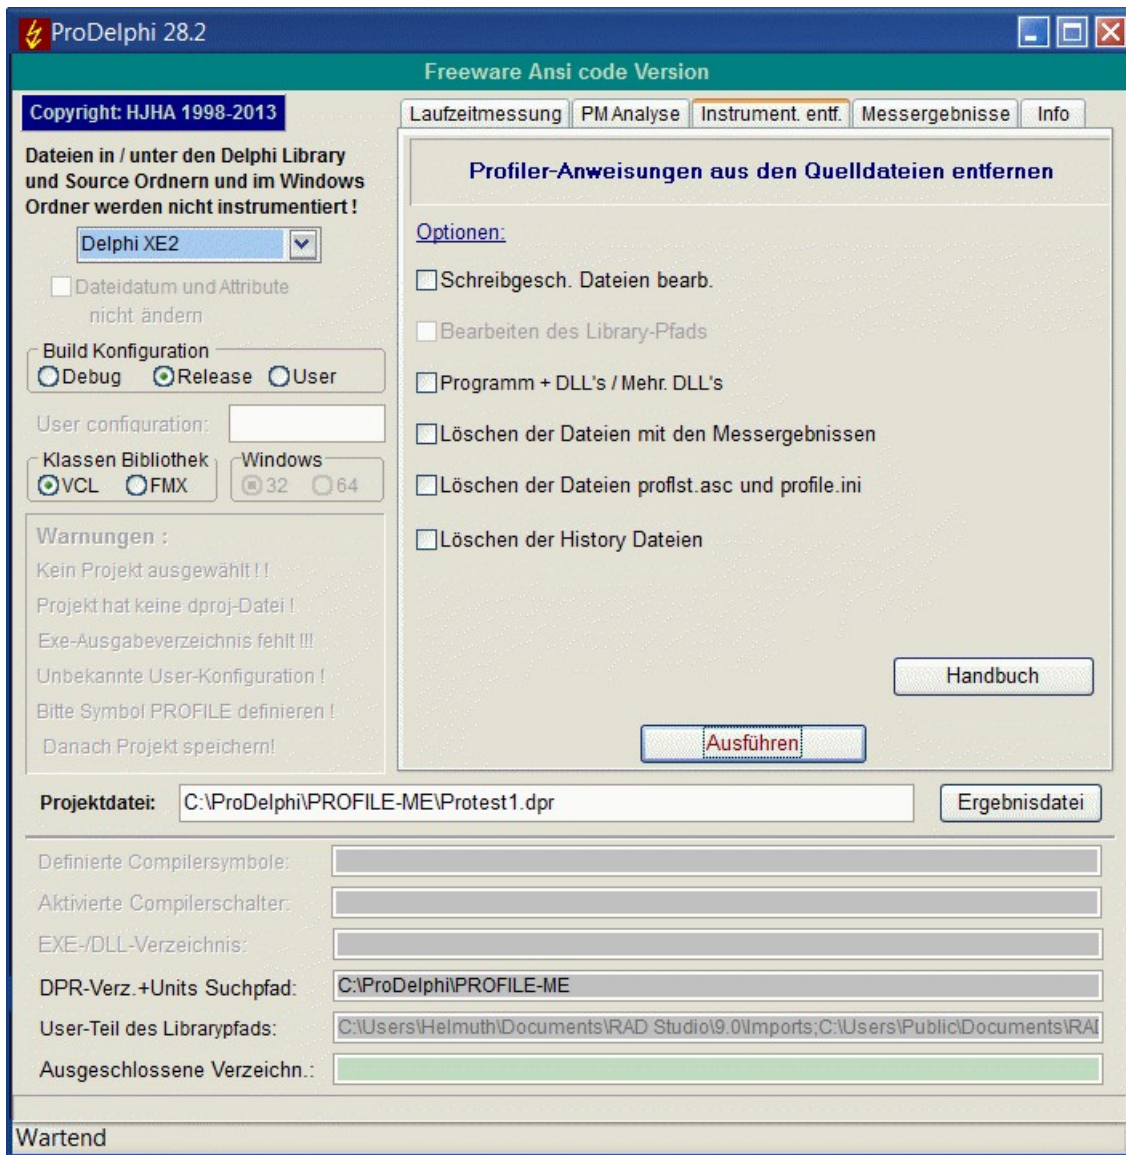 ProDelphi 28.2
Freeware Ansi code Version
Copyright: HJHA 1998-2013
Dateien in / unter den Delphi Library
und Source Ordnern und im Windows
Ordner werden nicht instrumentiert !
Delphi XE2
Dateidatum und Attribute
nicht ändern
Build Konfiguration
Debug Release User
User configuration:
Klassen Bibliothek Windows
VCL FMX 32 64
Warnungen :
Kein Projekt ausgewählt ! !
Projekt hat keine dproj-Datei !
Exe-Ausgabeverzeichnis fehlt !!!
Unbekannte User-Konfiguration !
Bitte Symbol PROFILE definieren !
Danach Projekt speichern!
Laufzeitmessung PM Analyse Instrument. entf. Messergebnisse Info
Profiler-Anweisungen aus den Quelldateien entfernen
Optionen:
Schreibgesch. Dateien bearb.
Bearbeiten des Library-Pfads
Programm + DLL's / Mehr. DLL's
Löschen der Dateien mit den Messergebnissen
Löschen der Dateien proflst.asc und profile.ini
Löschen der History Dateien
Handbuch
Ausführen
Projektdatei: C:\ProDelphi\PROFILE-ME\Protest1.dpr Ergebnisdatei
Definierte Compilersymbole:
Aktivierte Compilerschalter:
EXE-/DLL-Verzeichnis:
DPR-Verz.+Units Suchpfad: C:\ProDelphi\PROFILE-ME
User-Teil des Librarypfads: C:\Users\Helmuth\Documents\RAD Studio\9.0\Imports;C:\Users\Public\Documents\RAD
Ausgeschlossene Verzeichn.:
Wartend